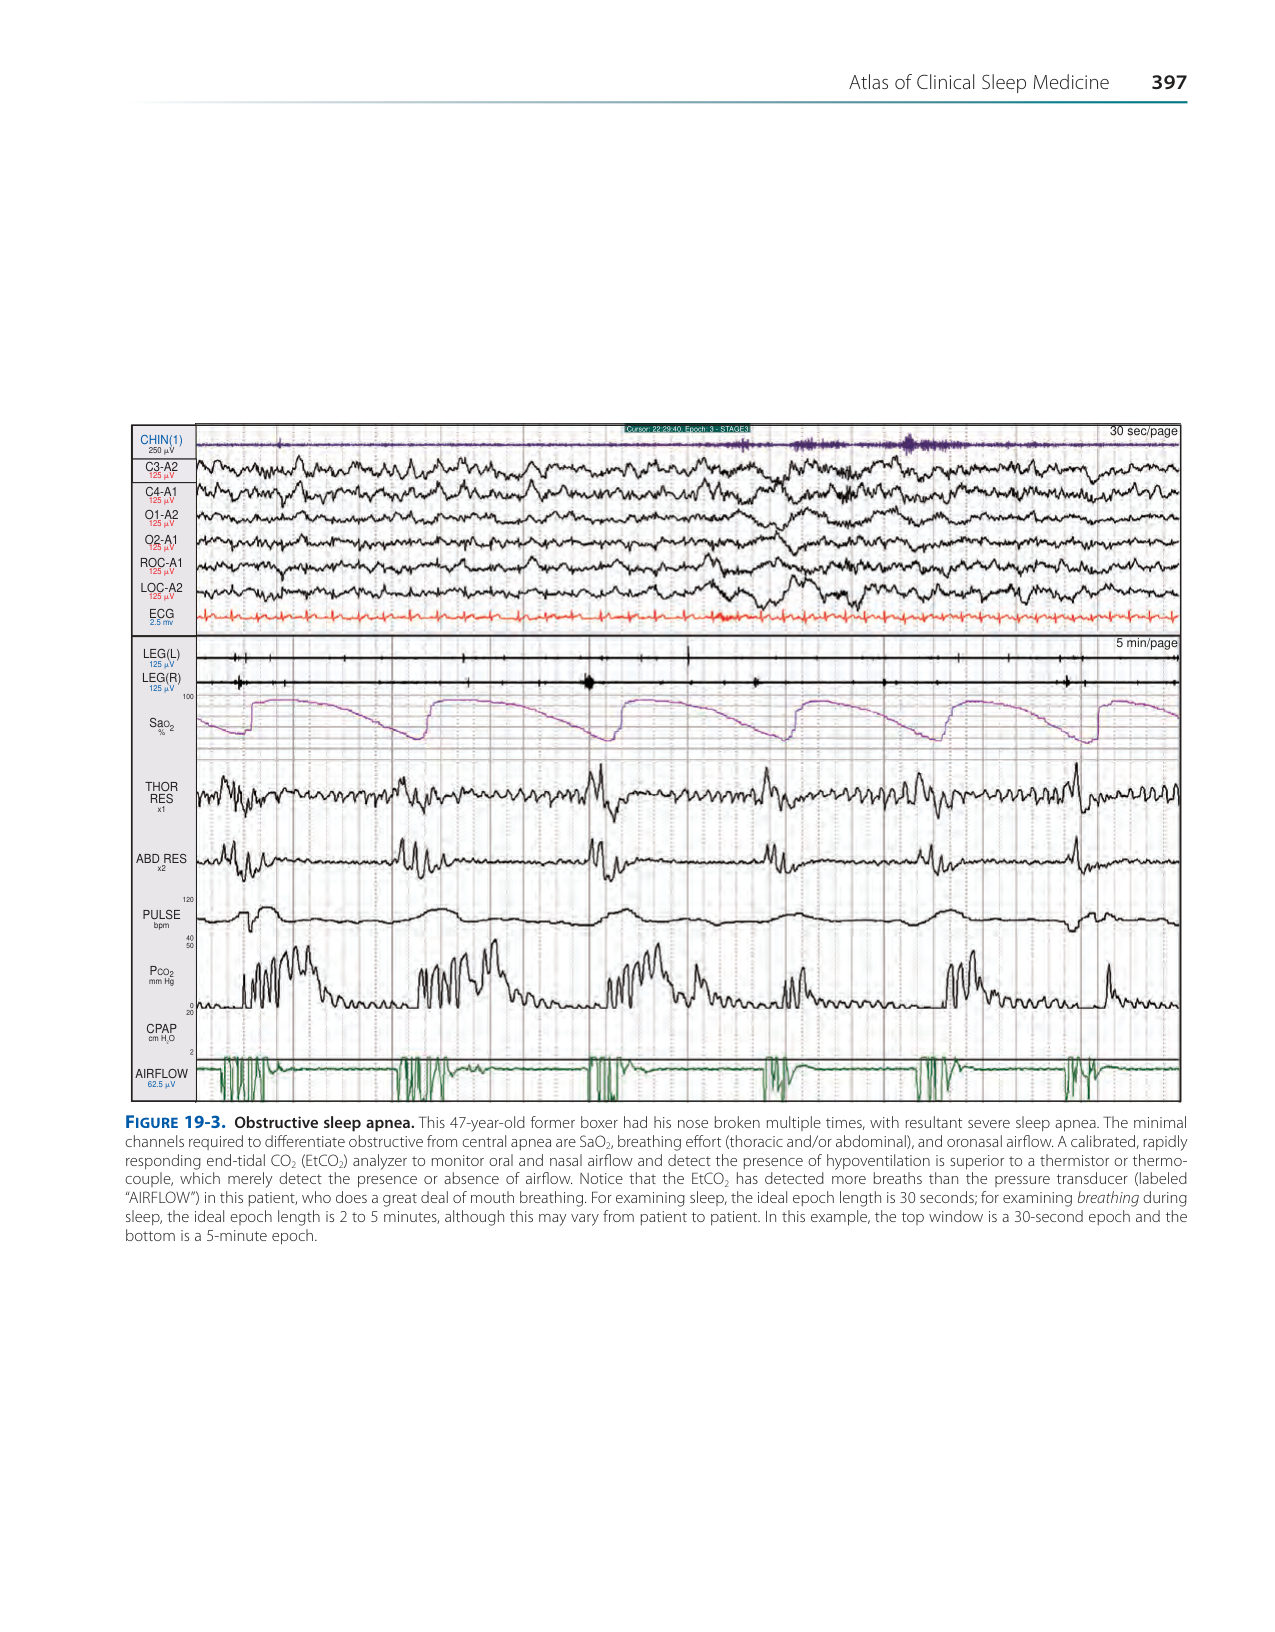 Atlas of Clinical Sleep Medicine 397
Cursor: 22:29:40, Epoch: 3 - STAGE3
30 sec/page
CHIN(1)
250 µV
C3-A2
125 µV
C4-A1
125 µV
O1-A2
125 µV
O2-A1
125 µV
ROC-A1
125 µV
LOC-A2
125 µV
ECG
2.5 mv
5 min/page
LEG(L)
125 µV
LEG(R)
125 µV
100
SaO2
%
THOR
RES
x1
ABD RES
x2
120
PULSE
bpm
40
50
PCO2
mm Hg
0
20
CPAP
cm H2O
2
AIRFLOW
62.5 µV
FIGURE 19-3. Obstructive sleep apnea. This 47-year-old former boxer had his nose broken multiple times, with resultant severe sleep apnea. The minimal
channels required to differentiate obstructive from central apnea are SaO2, breathing effort (thoracic and/or abdominal), and oronasal airflow. A calibrated, rapidly
responding end-tidal CO2 (EtCO2) analyzer to monitor oral and nasal airflow and detect the presence of hypoventilation is superior to a thermistor or thermo-
couple, which merely detect the presence or absence of airflow. Notice that the EtCO2 has detected more breaths than the pressure transducer (labeled
“AIRFLOW”) in this patient, who does a great deal of mouth breathing. For examining sleep, the ideal epoch length is 30 seconds; for examining breathing during
sleep, the ideal epoch length is 2 to 5 minutes, although this may vary from patient to patient. In this example, the top window is a 30-second epoch and the
bottom is a 5-minute epoch.